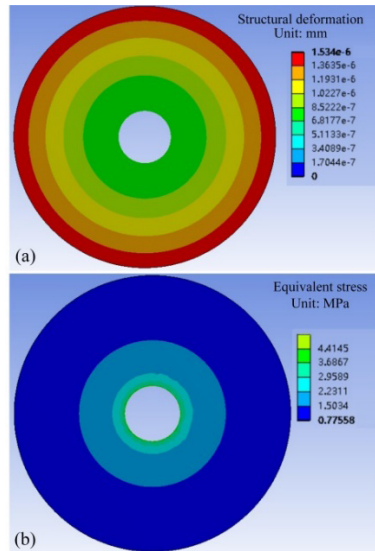 Structural deformation
Unit: mm
1.534e-6
1.3635e-6
1.1931e-6
1.0227e-6
8.5222e-7
6.8177e-7
5.1133e-7
3.4089e-7
1.7044e-7
0
(a)
Equivalent stress
Unit: MPa
4.4145
3.6867
2.9589
2.2311
1.5034
0.77558
(b)